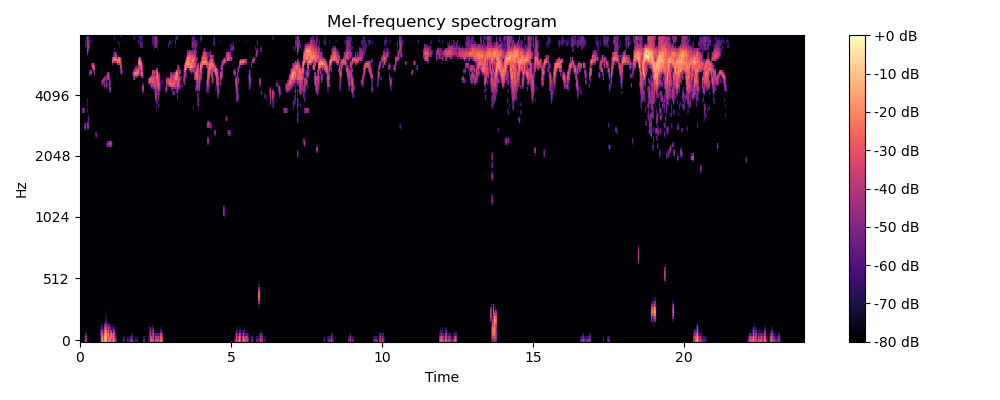 Mel-frequency spectrogram
Hz
4096
2048
1024
512
0
0 5 10 15 20
Time
+0 dB
-10 dB
-20 dB
-30 dB
-40 dB
-50 dB
-60 dB
-70 dB
-80 dB